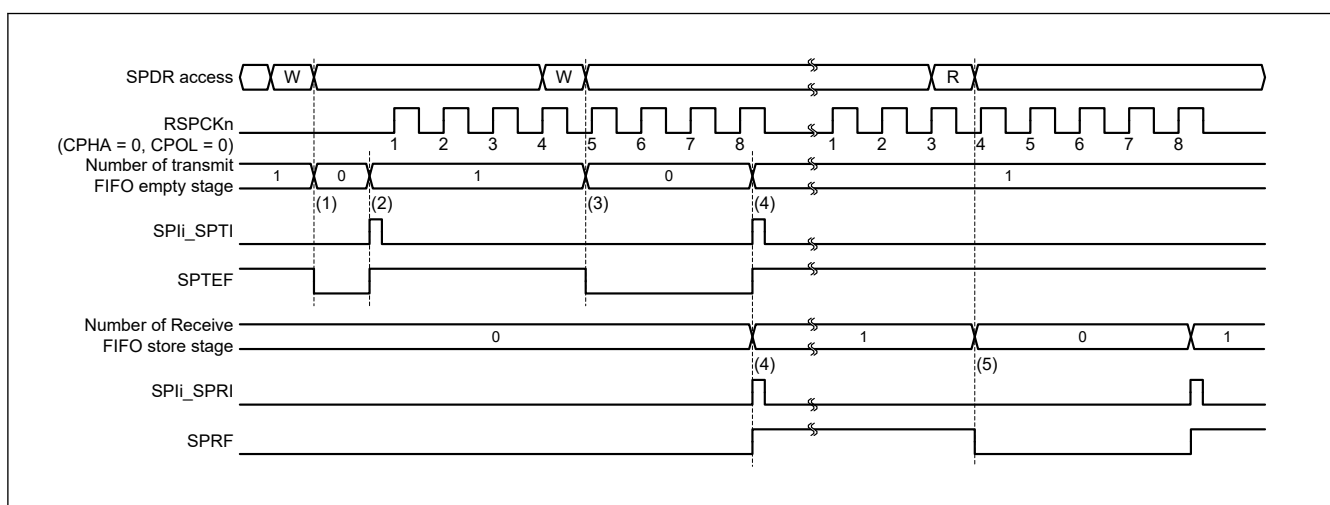 SPDR access W W R
RSPCKn
(CPHA = 0, CPOL = 0) 1 2 3 4 5 6 7 8 1 2 3 4 5 6 7 8
Number of transmit
FIFO empty stage 1 0 1 0 1
(1) (2) (3) (4)
SPIi_SPTI
SPTEF
Number of Receive
FIFO store stage 0 1 0 1
(4) (5)
SPIi_SPRI
SPRF